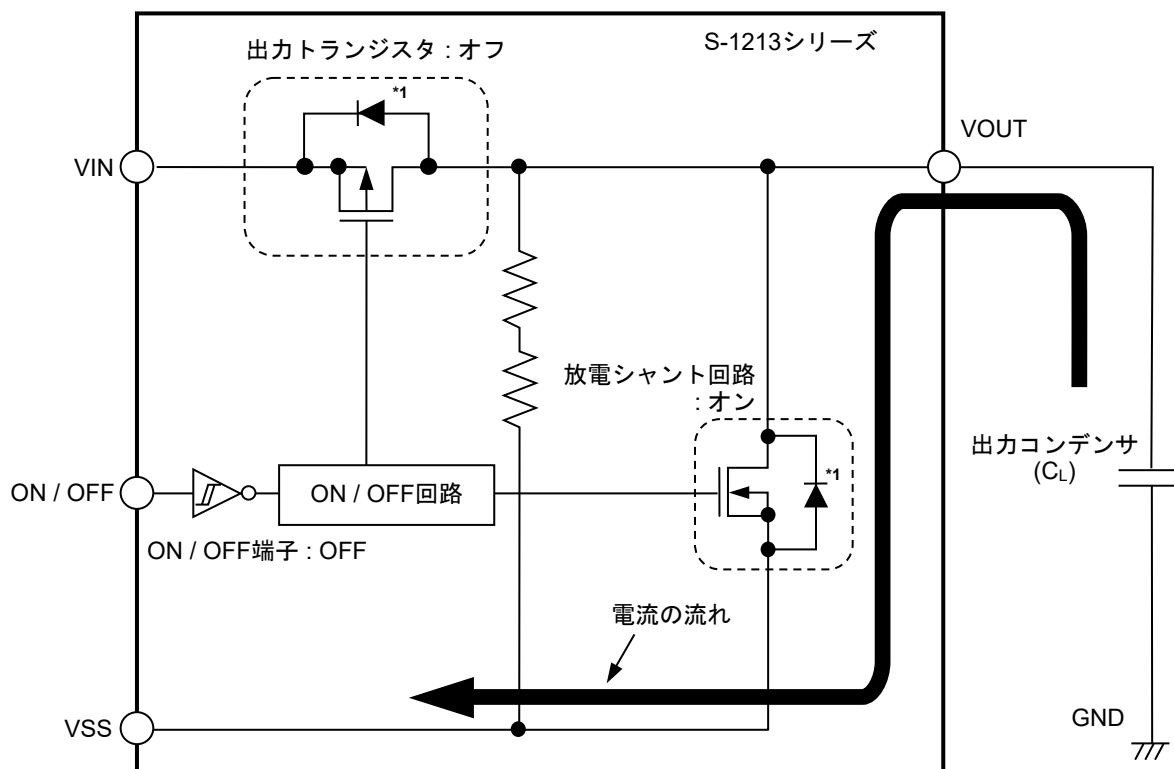 S-1213シリーズ
出力トランジスタ : オフ
*1
VOUT
VIN
放電シャント回路
: オン
*1
出力コンデンサ
(CL)
ON / OFF
ON / OFF回路
ON / OFF端子 : OFF
電流の流れ
VSS
GND